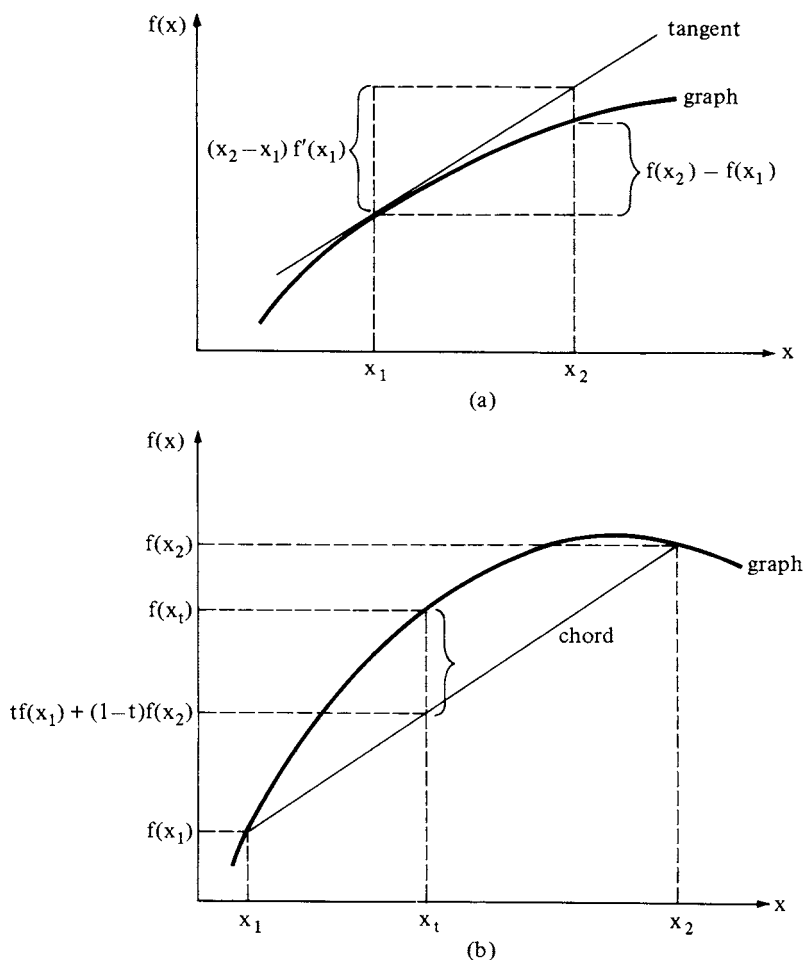 f(x)
tangent
graph
(x₂−x₁) f′(x₁)
f(x₂) − f(x₁)
x₁
x₂
x
(a)
f(x)
f(x₂)
graph
f(xₜ)
chord
tf(x₁) + (1−t)f(x₂)
f(x₁)
x₁
xₜ
x₂
x
(b)